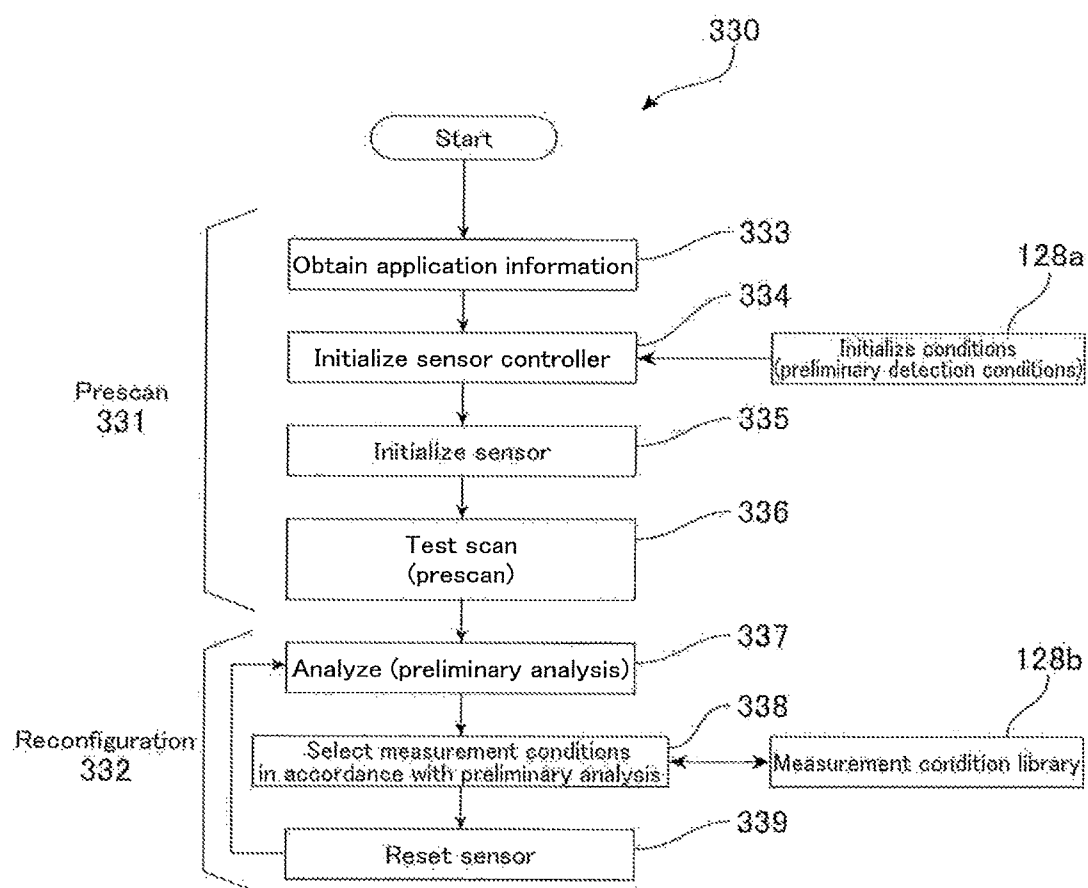 330
Start
333
Obtain application information
128a
334
Initialize sensor controller
Initialize conditions
(preliminary detection conditions)
Prescan
331
335
Initialize sensor
336
Test scan
(prescan)
337
Analyze (preliminary analysis)
128b
338
Reconfiguration
332
Select measurement conditions
in accordance with preliminary analysis
Measurement condition library
339
Reset sensor